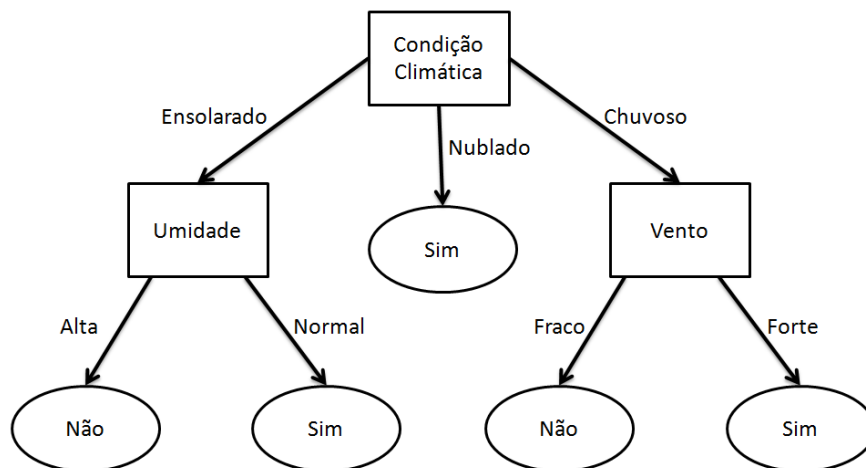 Condição
Climática
Ensolarado
Nublado
Chuvoso
Umidade
Sim
Vento
Alta
Normal
Fraco
Forte
Não
Sim
Não
Sim